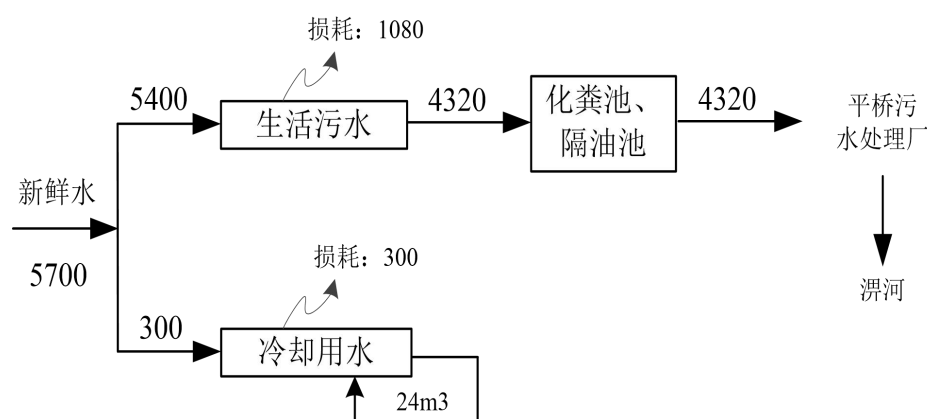 损耗：1080
5400
生活污水
4320
化粪池、
隔油池
4320
平桥污
水处理厂
新鲜水
5700
损耗：300
淠河
300
冷却用水
24m3